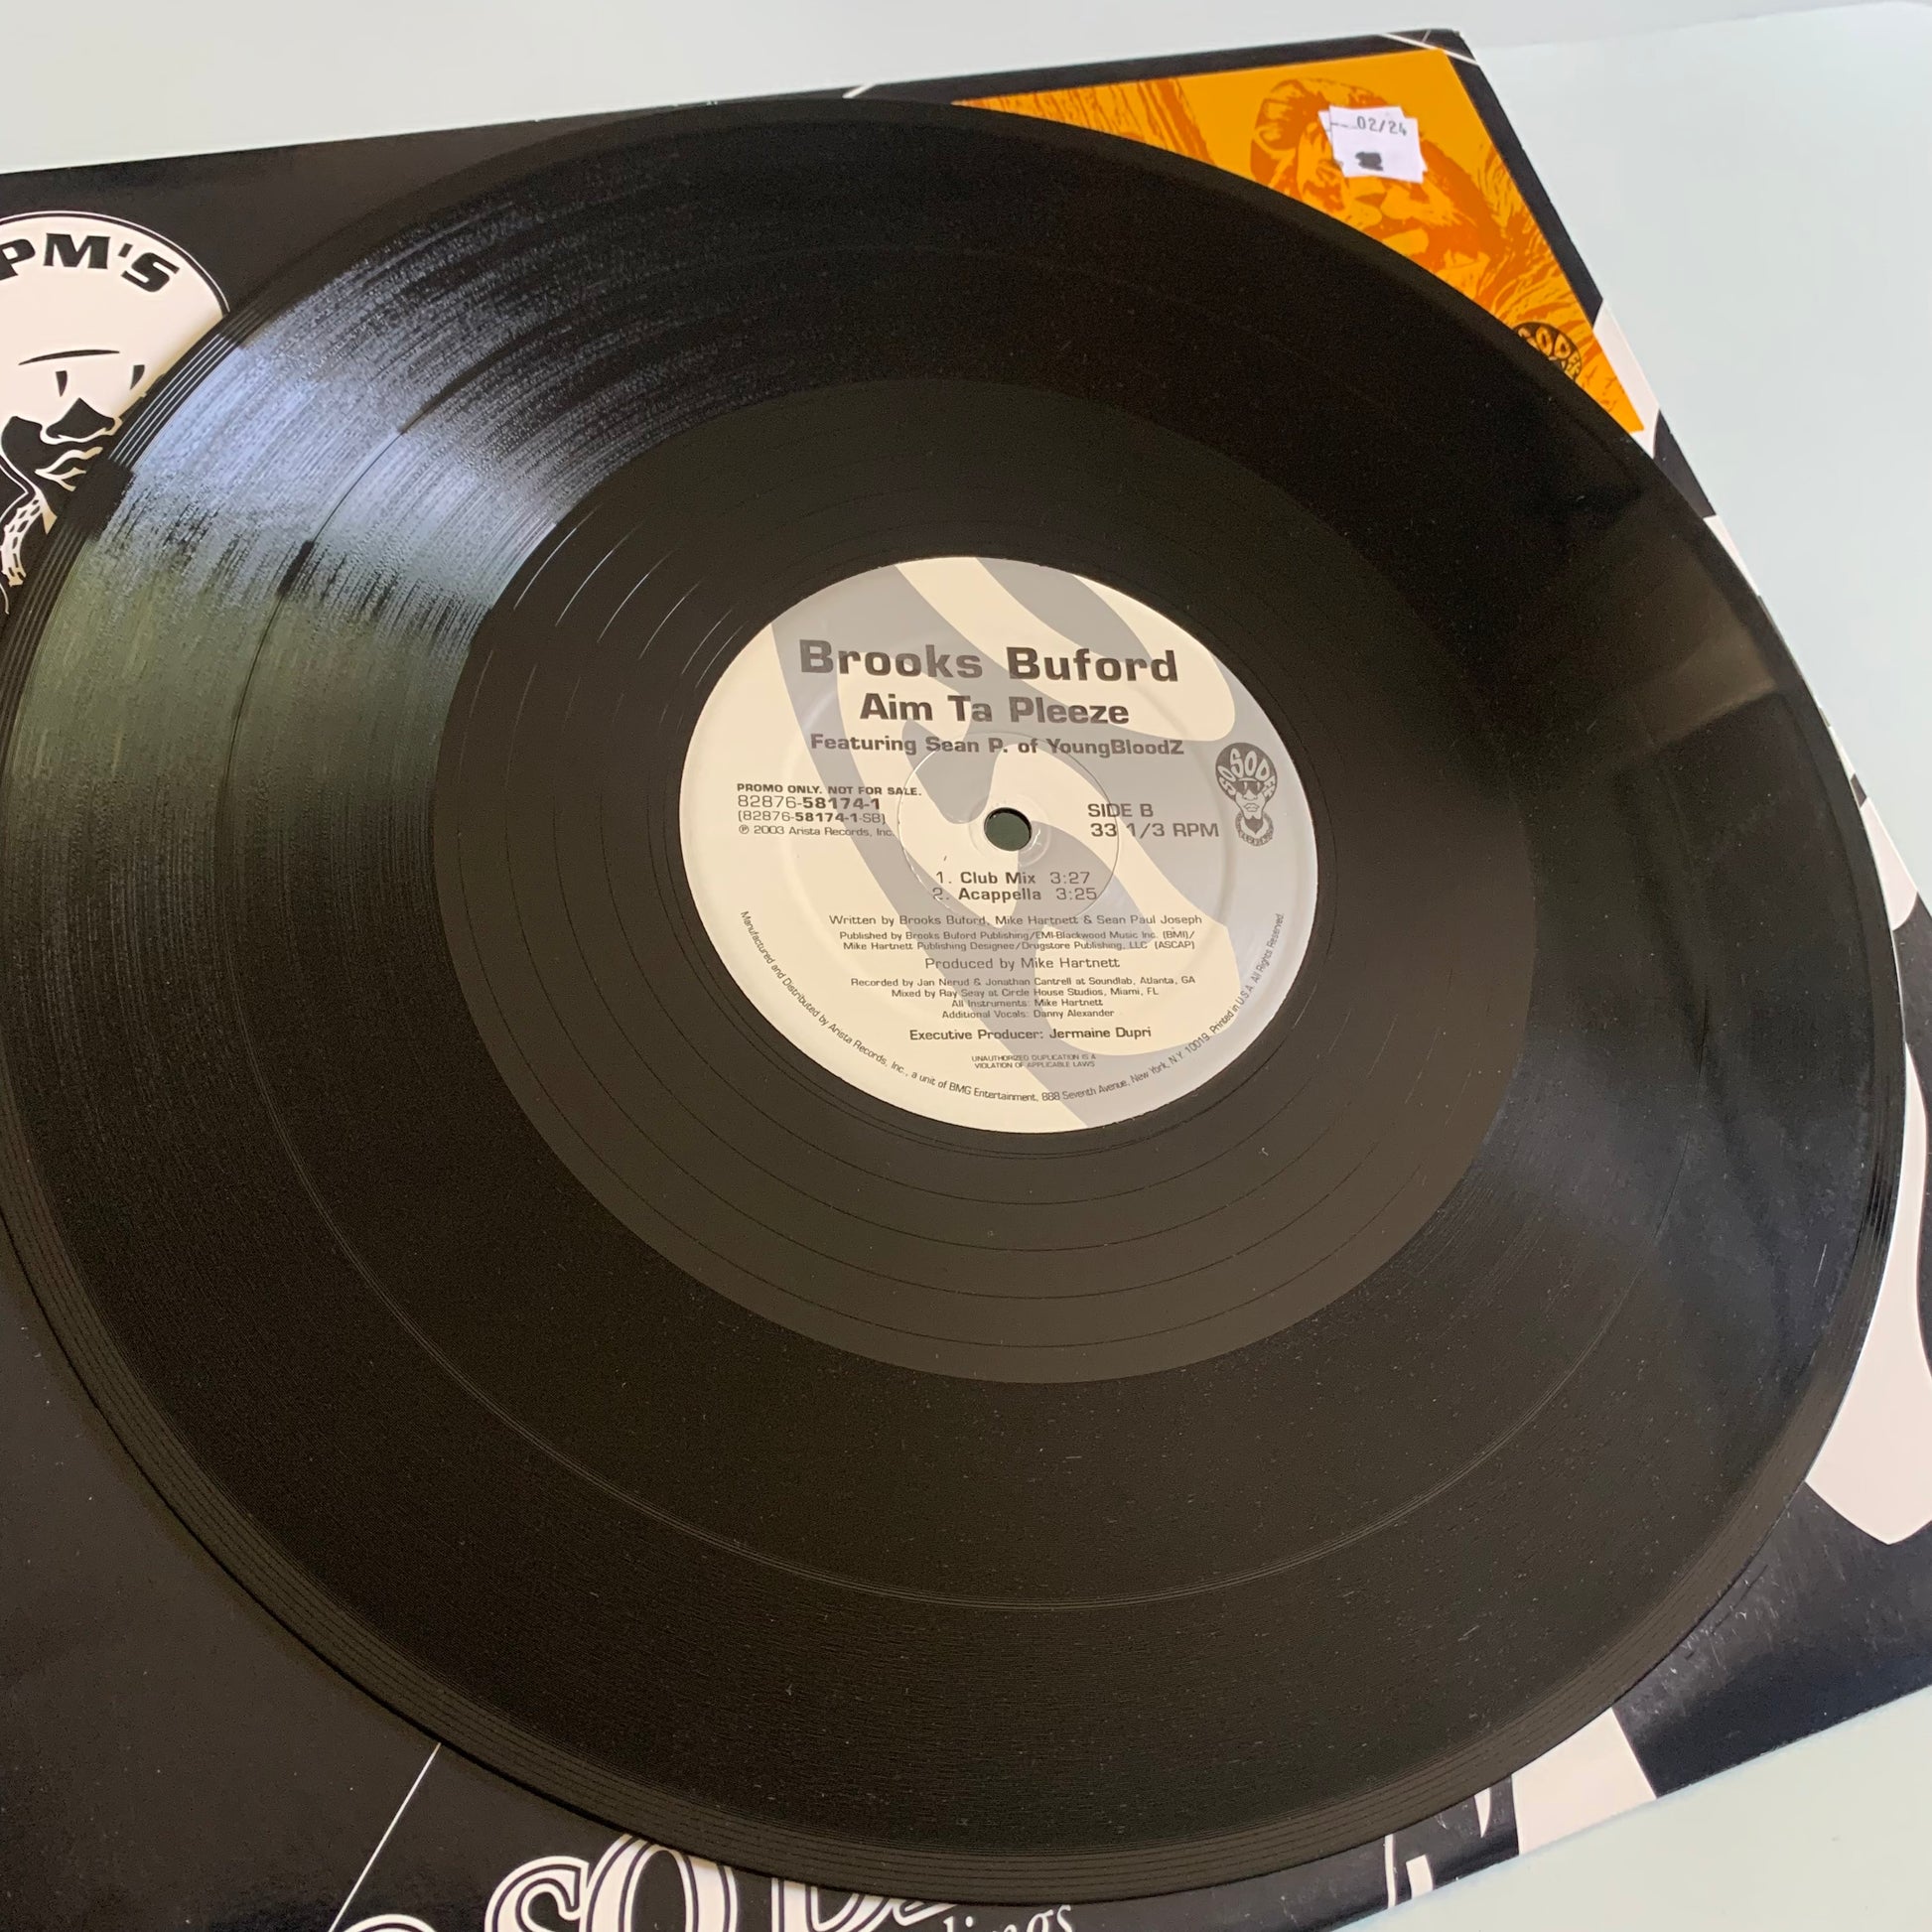 02/24
PM'S
Brooks Buford
Aim Ta Pleeze
Featuring Sean P. of YoungBloodZ
PROMO ONLY. NOT FOR SALE.
82876-58174-1
(82876-58174-1-SB)
℗ 2003 Arista Records, Inc.
SIDE B
33 1/3 RPM
SO SO DEF
1. Club Mix 3:27
2. Acappella 3:25
Written by Brooks Buford, Mike Hartnett & Sean Paul Joseph
Published by Brooks Buford Publishing/EMI-Blackwood Music Inc. (BMI)/
Mike Hartnett Publishing Designee/Drugstore Publishing, LLC (ASCAP)
Produced by Mike Hartnett
Recorded by Jan Nerud & Jonathan Cantrell at Soundlab, Atlanta, GA
Mixed by Ray Seay at Circle House Studios, Miami, FL
All Instruments: Mike Hartnett
Additional Vocals: Danny Alexander
Executive Producer: Jermaine Dupri
UNAUTHORIZED DUPLICATION IS A
VIOLATION OF APPLICABLE LAWS
Manufactured and Distributed by Arista Records, Inc., a unit of BMG Entertainment, 888 Seventh Avenue, New York, N.Y. 10019. Printed in U.S.A. All Rights Reserved.
SO